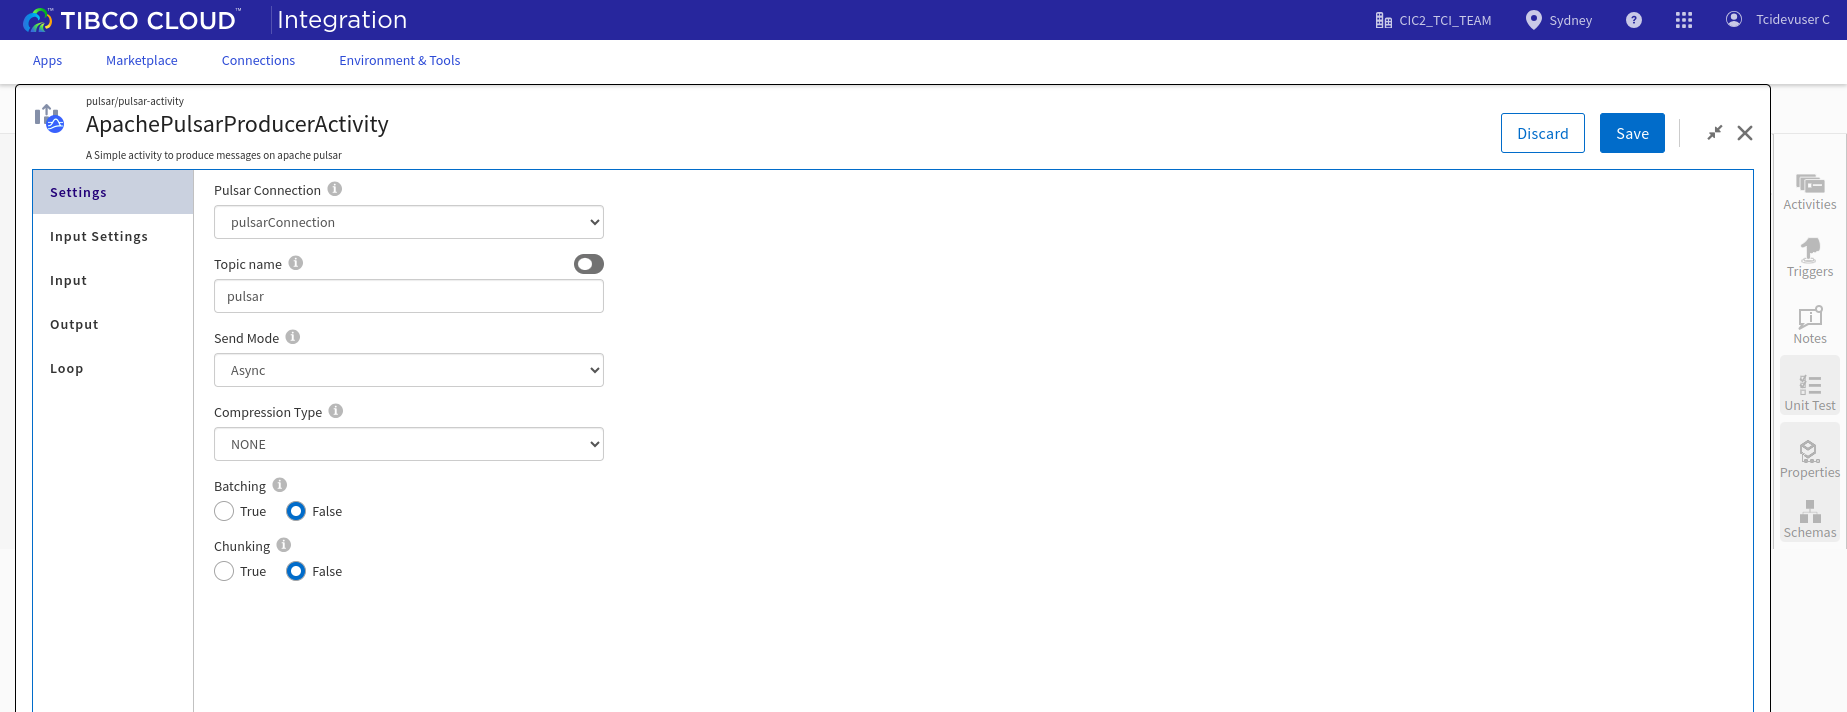 TIBCO CLOUD™ Integration
CIC2_TCI_TEAM
Sydney
?
Tcidevuser C
Apps
Marketplace
Connections
Environment & Tools
pulsar/pulsar-activity
ApachePulsarProducerActivity
A Simple activity to produce messages on apache pulsar
Discard
Save
Settings
Input Settings
Input
Output
Loop
Pulsar Connection
pulsarConnection
Topic name
pulsar
Send Mode
Async
Compression Type
NONE
Batching
True
False
Chunking
True
False
Activities
Triggers
Notes
Unit Test
Properties
Schemas